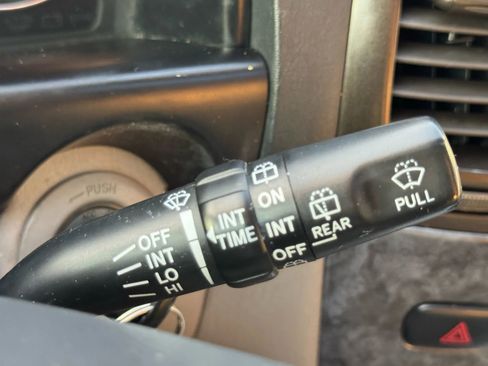 PUSH
OFF
INT
LO
HI
INT
TIME
ON
INT
OFF
REAR
PULL